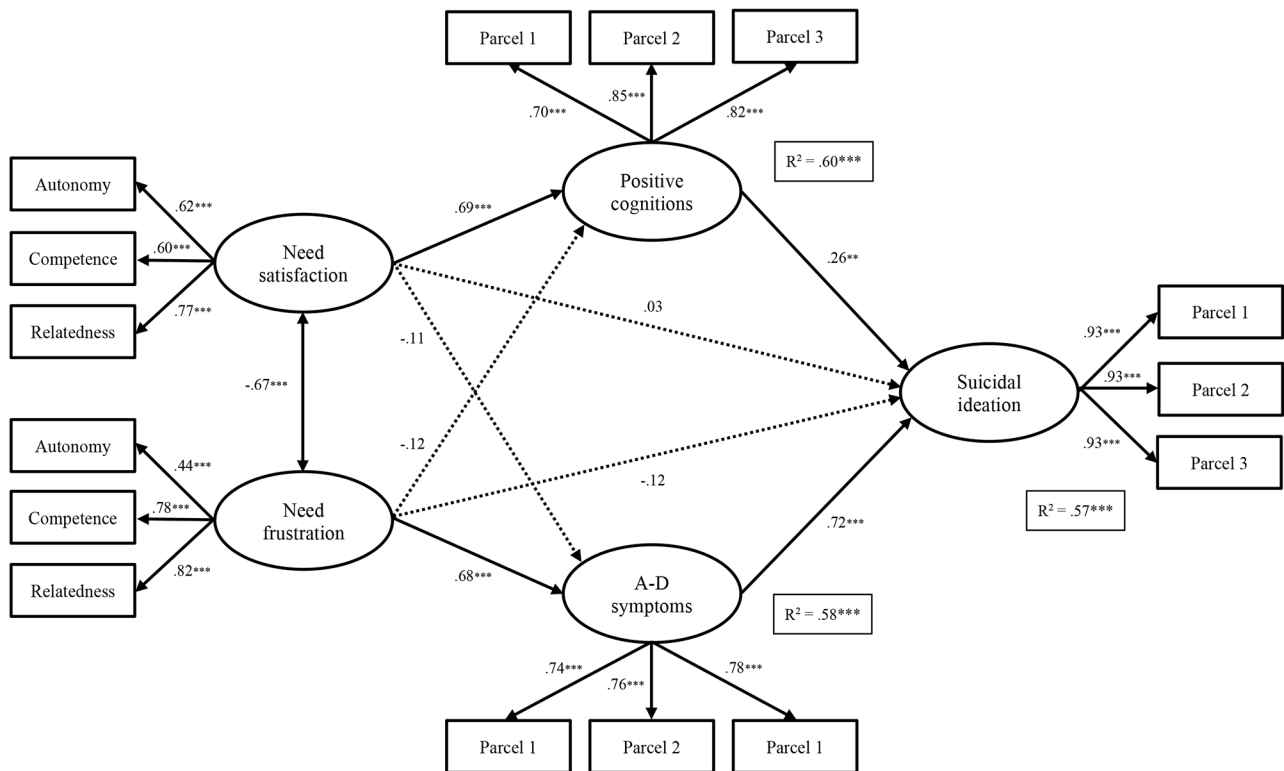 Parcel 1
Parcel 2
Parcel 3
.70***
.85***
.82***
R² = .60***
Positive
cognitions
Autonomy
Competence
Relatedness
.62***
.60***
.77***
Need
satisfaction
.69***
.26**
.03
-.11
-.67***
-.12
-.12
Suicidal
ideation
.93***
.93***
.93***
Parcel 1
Parcel 2
Parcel 3
R² = .57***
Autonomy
Competence
Relatedness
.44***
.78***
.82***
Need
frustration
.68***
.72***
A-D
symptoms
R² = .58***
.74***
.76***
.78***
Parcel 1
Parcel 2
Parcel 1